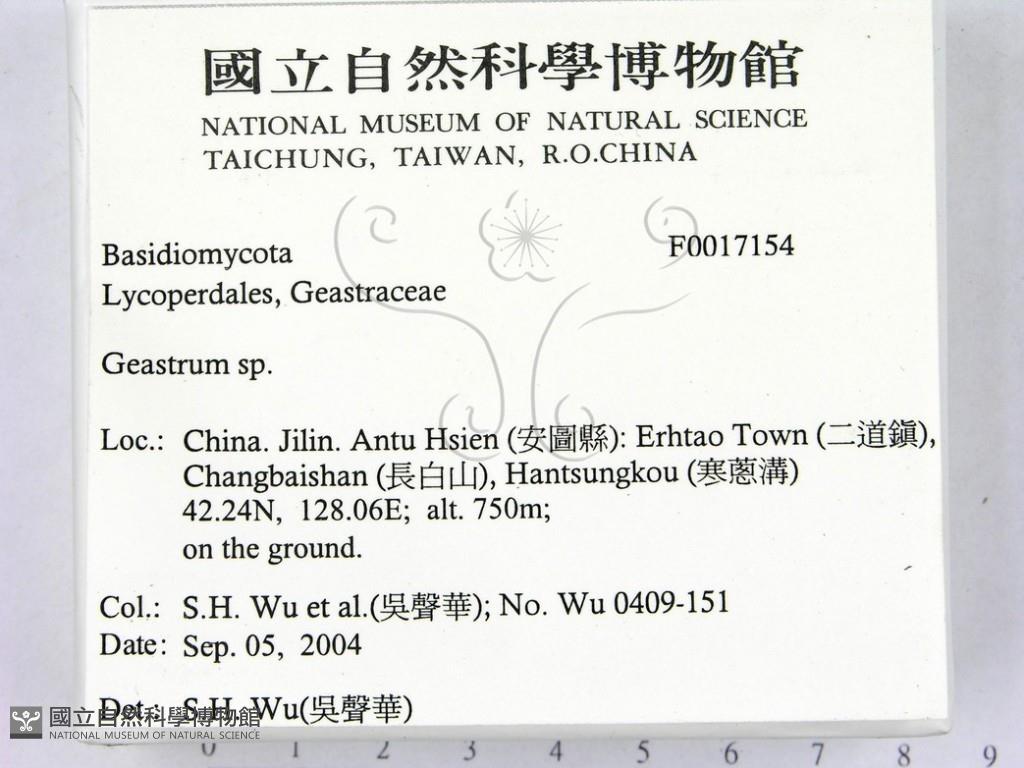 國立自然科學博物館
NATIONAL MUSEUM OF NATURAL SCIENCE
TAICHUNG, TAIWAN, R.O.CHINA
Basidiomycota F0017154
Lycoperdales, Geastraceae
Geastrum sp.
Loc.: China. Jilin. Antu Hsien (安圖縣): Erhtao Town (二道鎮),
Changbaishan (長白山), Hantsungkou (寒蔥溝)
42.24N, 128.06E; alt. 750m;
on the ground.
Col.: S.H. Wu et al.(吳聲華); No. Wu 0409-151
Date: Sep. 05, 2004
Det.: S.H. Wu(吳聲華)
國立自然科學博物館
NATIONAL MUSEUM OF NATURAL SCIENCE
0 1 2 3 4 5 6 7 8 9